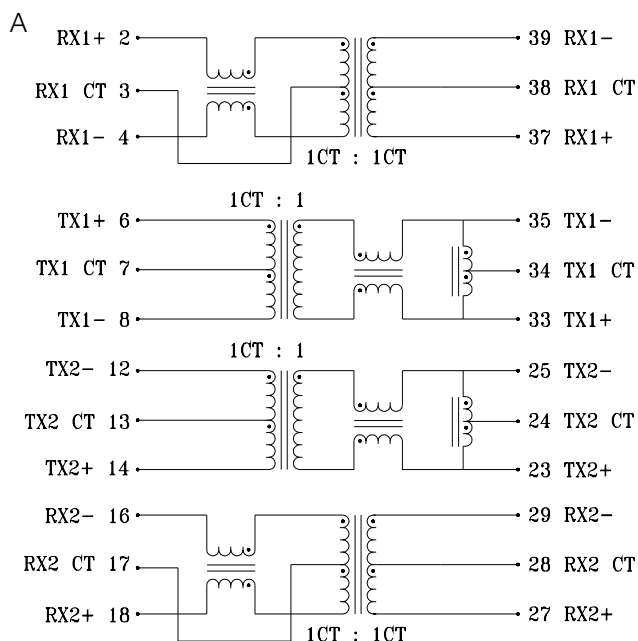 A
RX1+ 2 39 RX1-
RX1 CT 3 38 RX1 CT
RX1- 4 37 RX1+
1CT : 1CT
1CT : 1
TX1+ 6 35 TX1-
TX1 CT 7 34 TX1 CT
TX1- 8 33 TX1+
1CT : 1
TX2- 12 25 TX2-
TX2 CT 13 24 TX2 CT
TX2+ 14 23 TX2+
RX2- 16 29 RX2-
RX2 CT 17 28 RX2 CT
RX2+ 18 27 RX2+
1CT : 1CT